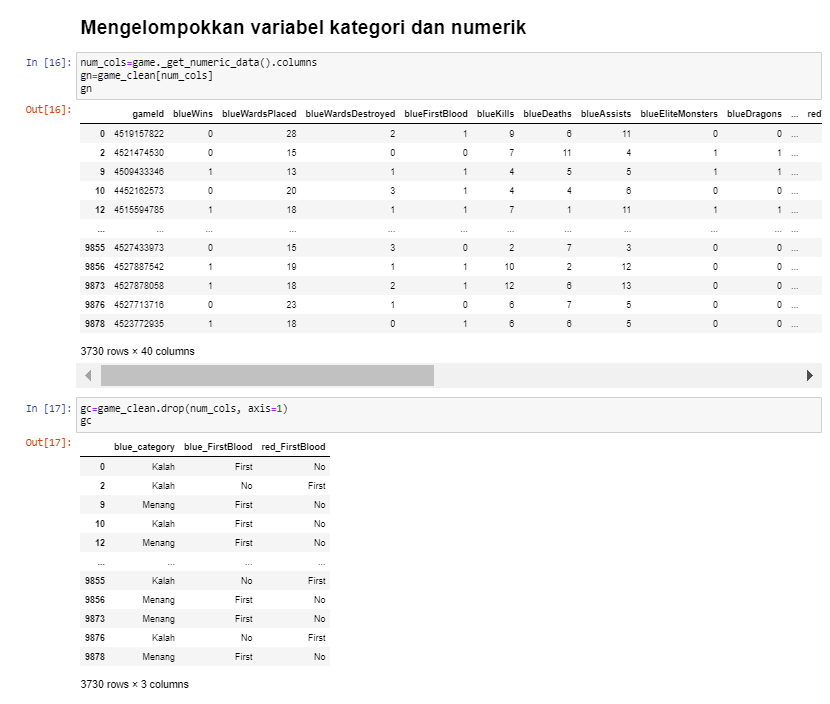 Mengelompokkan variabel kategori dan numerik
In [16]: num_cols=game._get_numeric_data().columns
gn=game_clean[num_cols]
gn
Out[16]:
gameId blueWins blueWardsPlaced blueWardsDestroyed blueFirstBlood blueKills blueDeaths blueAssists blueEliteMonsters blueDragons ... red
0 4519157822 0 28 2 1 9 6 11 0 0 ...
2 4521474530 0 15 0 0 7 11 4 1 1 ...
9 4509433346 1 13 1 1 4 5 5 1 1 ...
10 4452162573 0 20 3 1 4 4 6 0 0 ...
12 4515594785 1 18 1 1 7 1 11 1 1 ...
... ... ... ... ... ... ... ... ... ... ... ...
9855 4527433973 0 15 3 0 2 7 3 0 0 ...
9856 4527887542 1 19 1 1 10 2 12 0 0 ...
9873 4527878058 1 18 2 1 12 6 13 0 0 ...
9876 4527713716 0 23 1 0 6 7 5 0 0 ...
9878 4523772935 1 18 0 1 6 6 5 0 0 ...
3730 rows × 40 columns
In [17]: gc=game_clean.drop(num_cols, axis=1)
gc
Out[17]:
blue_category blue_FirstBlood red_FirstBlood
0 Kalah First No
2 Kalah No First
9 Menang First No
10 Kalah First No
12 Menang First No
... ... ... ...
9855 Kalah No First
9856 Menang First No
9873 Menang First No
9876 Kalah No First
9878 Menang First No
3730 rows × 3 columns